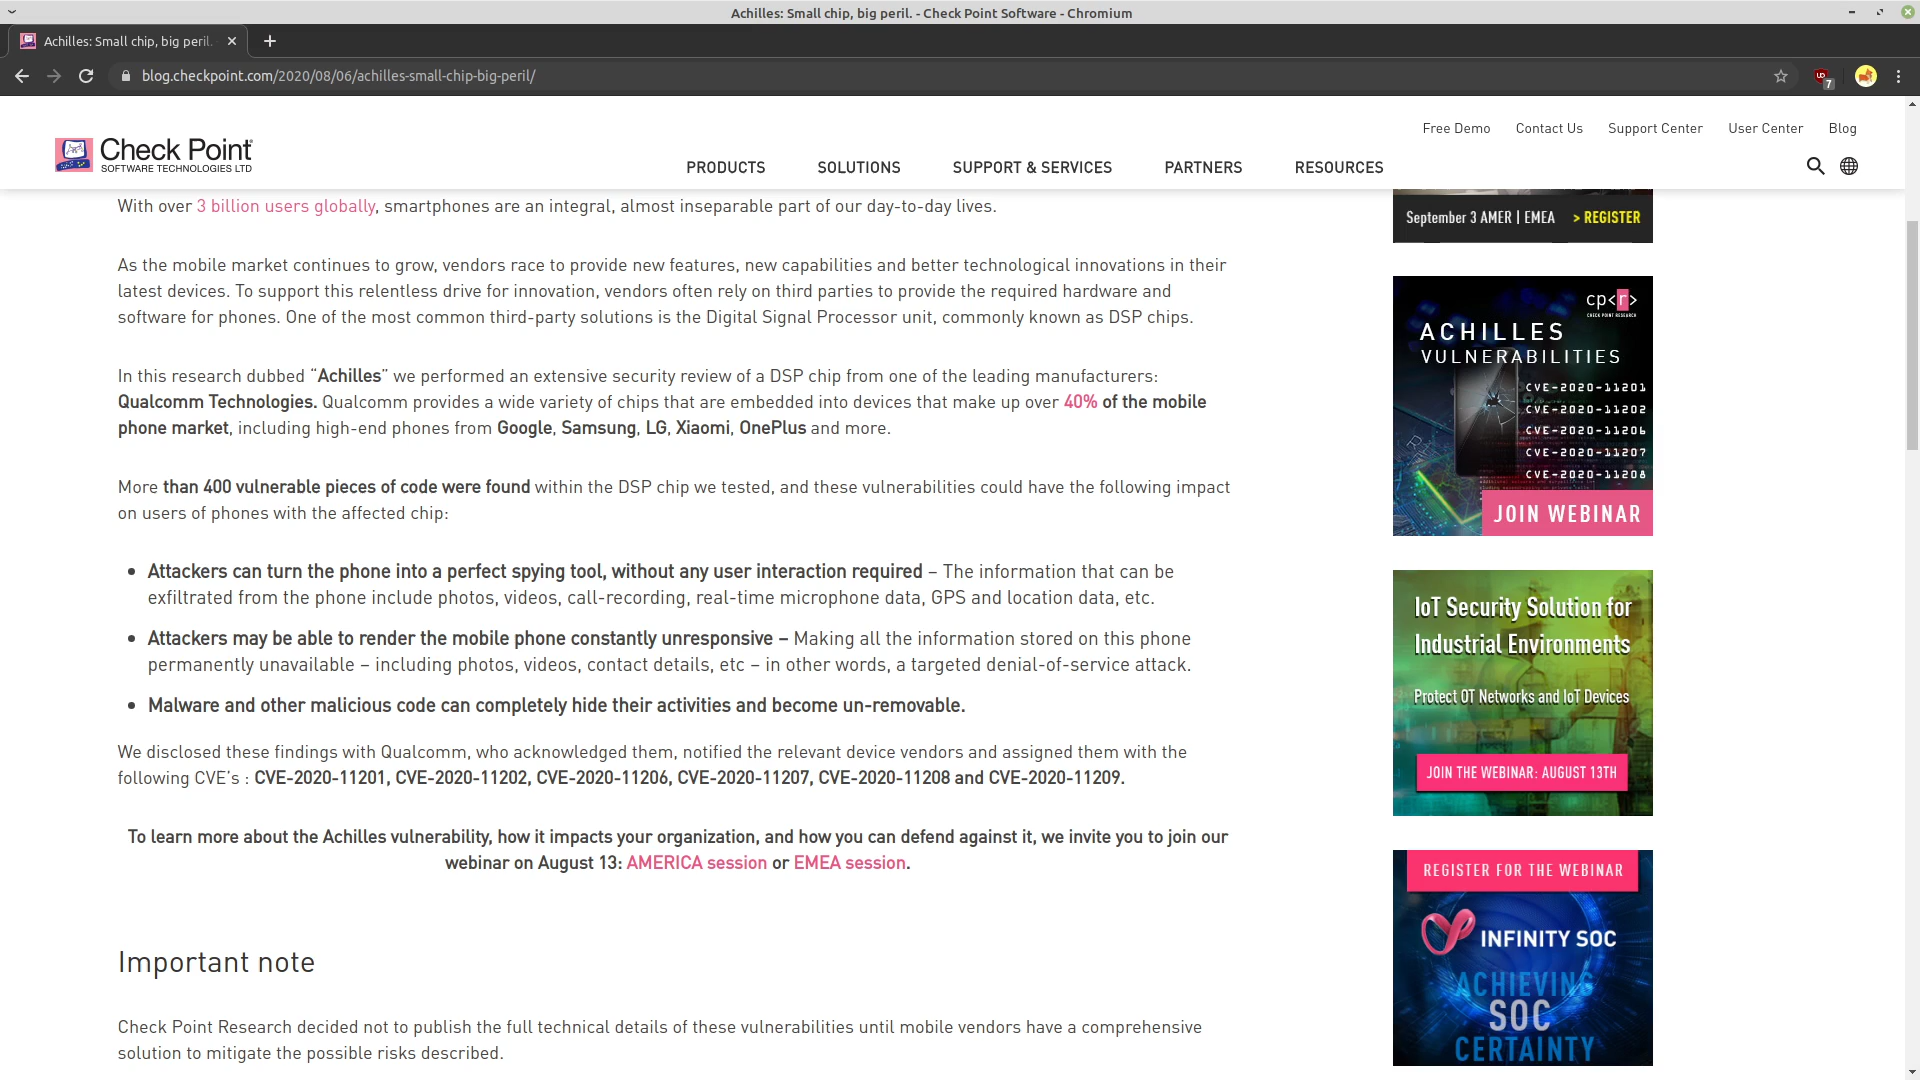 Achilles: Small chip, big peril. - Check Point Software - Chromium
Achilles: Small chip, big peril.
blog.checkpoint.com/2020/08/06/achilles-small-chip-big-peril/
7
Free Demo Contact Us Support Center User Center Blog
Check Point
SOFTWARE TECHNOLOGIES LTD
PRODUCTS SOLUTIONS SUPPORT & SERVICES PARTNERS RESOURCES
With over 3 billion users globally, smartphones are an integral, almost inseparable part of our day-to-day lives.
As the mobile market continues to grow, vendors race to provide new features, new capabilities and better technological innovations in their
latest devices. To support this relentless drive for innovation, vendors often rely on third parties to provide the required hardware and
software for phones. One of the most common third-party solutions is the Digital Signal Processor unit, commonly known as DSP chips.
In this research dubbed “Achilles” we performed an extensive security review of a DSP chip from one of the leading manufacturers:
Qualcomm Technologies. Qualcomm provides a wide variety of chips that are embedded into devices that make up over 40% of the mobile
phone market, including high-end phones from Google, Samsung, LG, Xiaomi, OnePlus and more.
More than 400 vulnerable pieces of code were found within the DSP chip we tested, and these vulnerabilities could have the following impact
on users of phones with the affected chip:
• Attackers can turn the phone into a perfect spying tool, without any user interaction required – The information that can be
exfiltrated from the phone include photos, videos, call-recording, real-time microphone data, GPS and location data, etc.
• Attackers may be able to render the mobile phone constantly unresponsive – Making all the information stored on this phone
permanently unavailable – including photos, videos, contact details, etc – in other words, a targeted denial-of-service attack.
• Malware and other malicious code can completely hide their activities and become un-removable.
We disclosed these findings with Qualcomm, who acknowledged them, notified the relevant device vendors and assigned them with the
following CVE’s : CVE-2020-11201, CVE-2020-11202, CVE-2020-11206, CVE-2020-11207, CVE-2020-11208 and CVE-2020-11209.
To learn more about the Achilles vulnerability, how it impacts your organization, and how you can defend against it, we invite you to join our
webinar on August 13: AMERICA session or EMEA session.
Important note
Check Point Research decided not to publish the full technical details of these vulnerabilities until mobile vendors have a comprehensive
solution to mitigate the possible risks described.
September 3 AMER | EMEA > REGISTER
cp<r>
CHECK POINT RESEARCH
ACHILLES
VULNERABILITIES
CVE-2020-11201
CVE-2020-11202
CVE-2020-11206
CVE-2020-11207
CVE-2020-11208
JOIN WEBINAR
IoT Security Solution for
Industrial Environments
Protect OT Networks and IoT Devices
JOIN THE WEBINAR: AUGUST 13TH
REGISTER FOR THE WEBINAR
INFINITY SOC
ACHIEVING
SOC
CERTAINTY